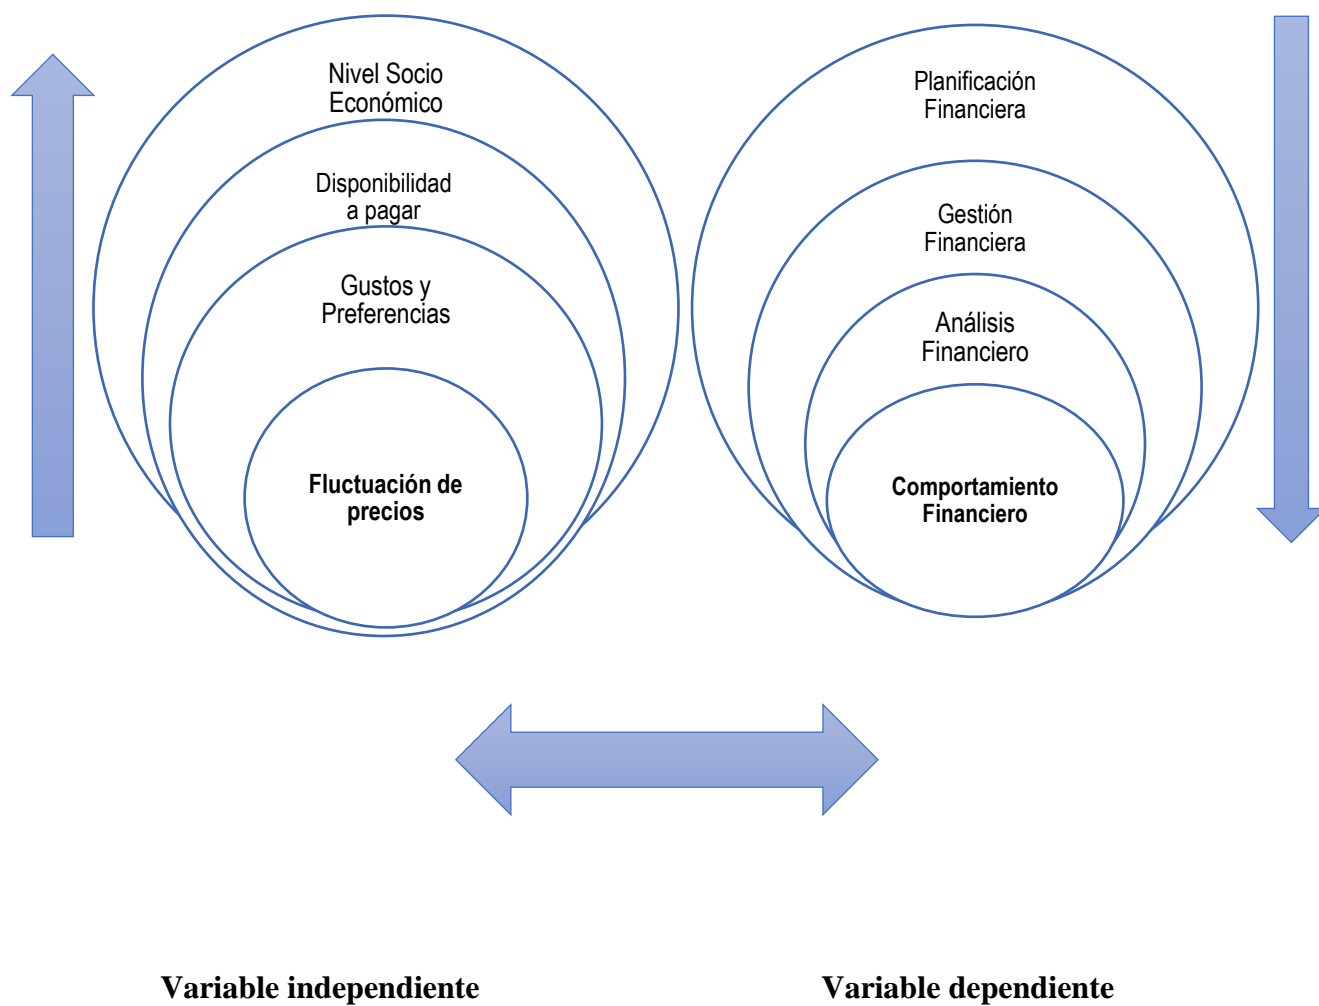 Nivel Socio
Económico
Disponibilidad
a pagar
Gustos y
Preferencias
Fluctuación de
precios
Planificación
Financiera
Gestión
Financiera
Análisis
Financiero
Comportamiento
Financiero
Variable independiente
Variable dependiente